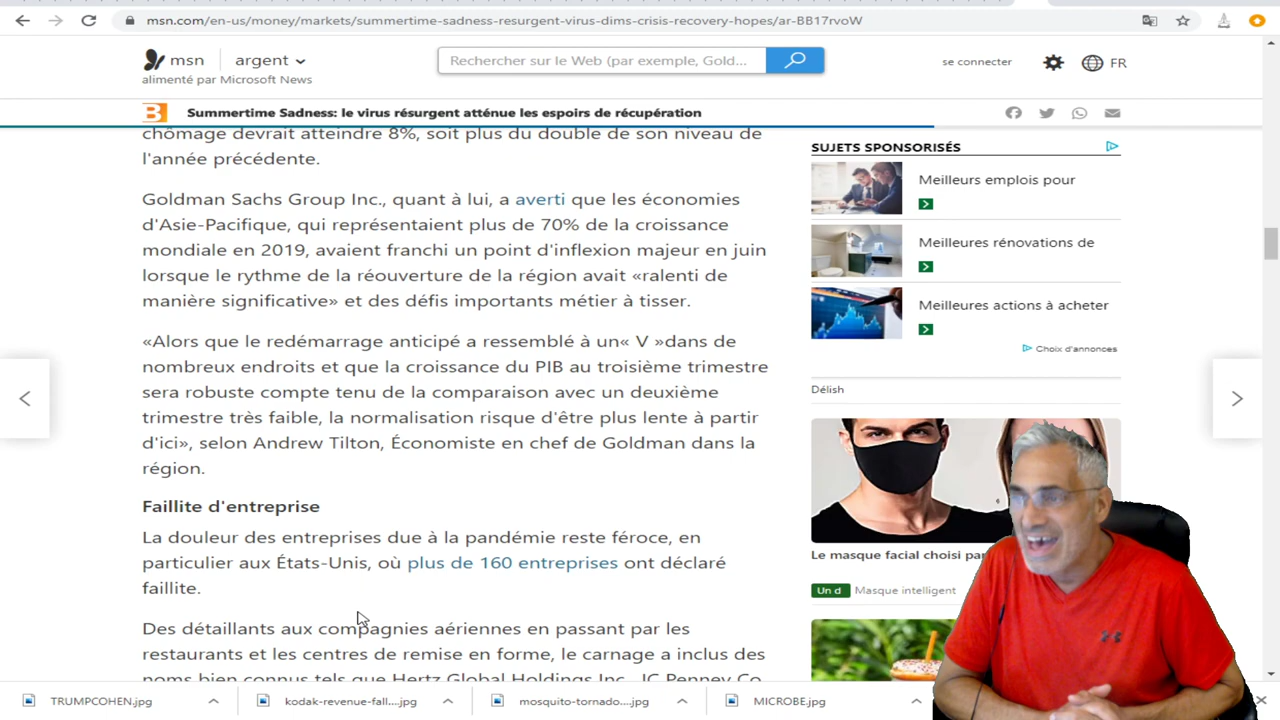 msn.com/en-us/money/markets/summertime-sadness-resurgent-virus-dims-crisis-recovery-hopes/ar-BB17rvoW
msn argent
alimenté par Microsoft News
Rechercher sur le Web (par exemple, Gold...
se connecter
FR
B Summertime Sadness: le virus résurgent atténue les espoirs de récupération
chômage devrait atteindre 8%, soit plus du double de son niveau de
l'année précédente.
Goldman Sachs Group Inc., quant à lui, a averti que les économies
d'Asie-Pacifique, qui représentaient plus de 70% de la croissance
mondiale en 2019, avaient franchi un point d'inflexion majeur en juin
lorsque le rythme de la réouverture de la région avait «ralenti de
manière significative» et des défis importants métier à tisser.
«Alors que le redémarrage anticipé a ressemblé à un« V »dans de
nombreux endroits et que la croissance du PIB au troisième trimestre
sera robuste compte tenu de la comparaison avec un deuxième
trimestre très faible, la normalisation risque d'être plus lente à partir
d'ici», selon Andrew Tilton, Économiste en chef de Goldman dans la
région.
Faillite d'entreprise
La douleur des entreprises due à la pandémie reste féroce, en
particulier aux États-Unis, où plus de 160 entreprises ont déclaré
faillite.
Des détaillants aux compagnies aériennes en passant par les
restaurants et les centres de remise en forme, le carnage a inclus des
noms bien connus tels que Hertz Global Holdings Inc., JC Penney Co
SUJETS SPONSORISÉS
Meilleurs emplois pour
Meilleures rénovations de
Meilleures actions à acheter
Choix d'annonces
Délish
Le masque facial choisi par
Un d Masque intelligent
TRUMPCOHEN.jpg
kodak-revenue-fall....jpg
mosquito-tornado....jpg
MICROBE.jpg